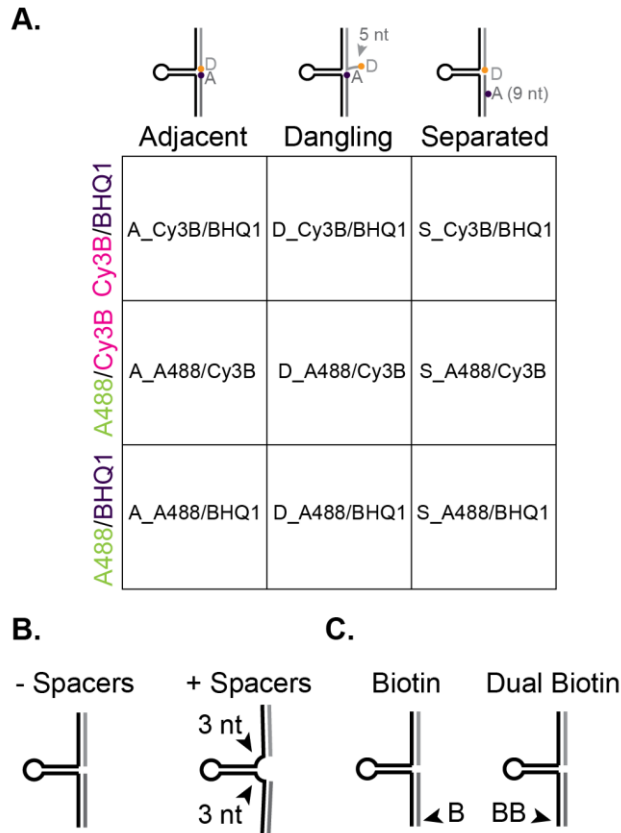 A.
5 nt
D
A
D
A
D
A (9 nt)
Adjacent Dangling Separated
Cy3B/BHQ1
A_Cy3B/BHQ1 D_Cy3B/BHQ1 S_Cy3B/BHQ1
A488/Cy3B
A_A488/Cy3B D_A488/Cy3B S_A488/Cy3B
A488/BHQ1
A_A488/BHQ1 D_A488/BHQ1 S_A488/BHQ1
B.
- Spacers + Spacers
3 nt
3 nt
C.
Biotin Dual Biotin
B BB